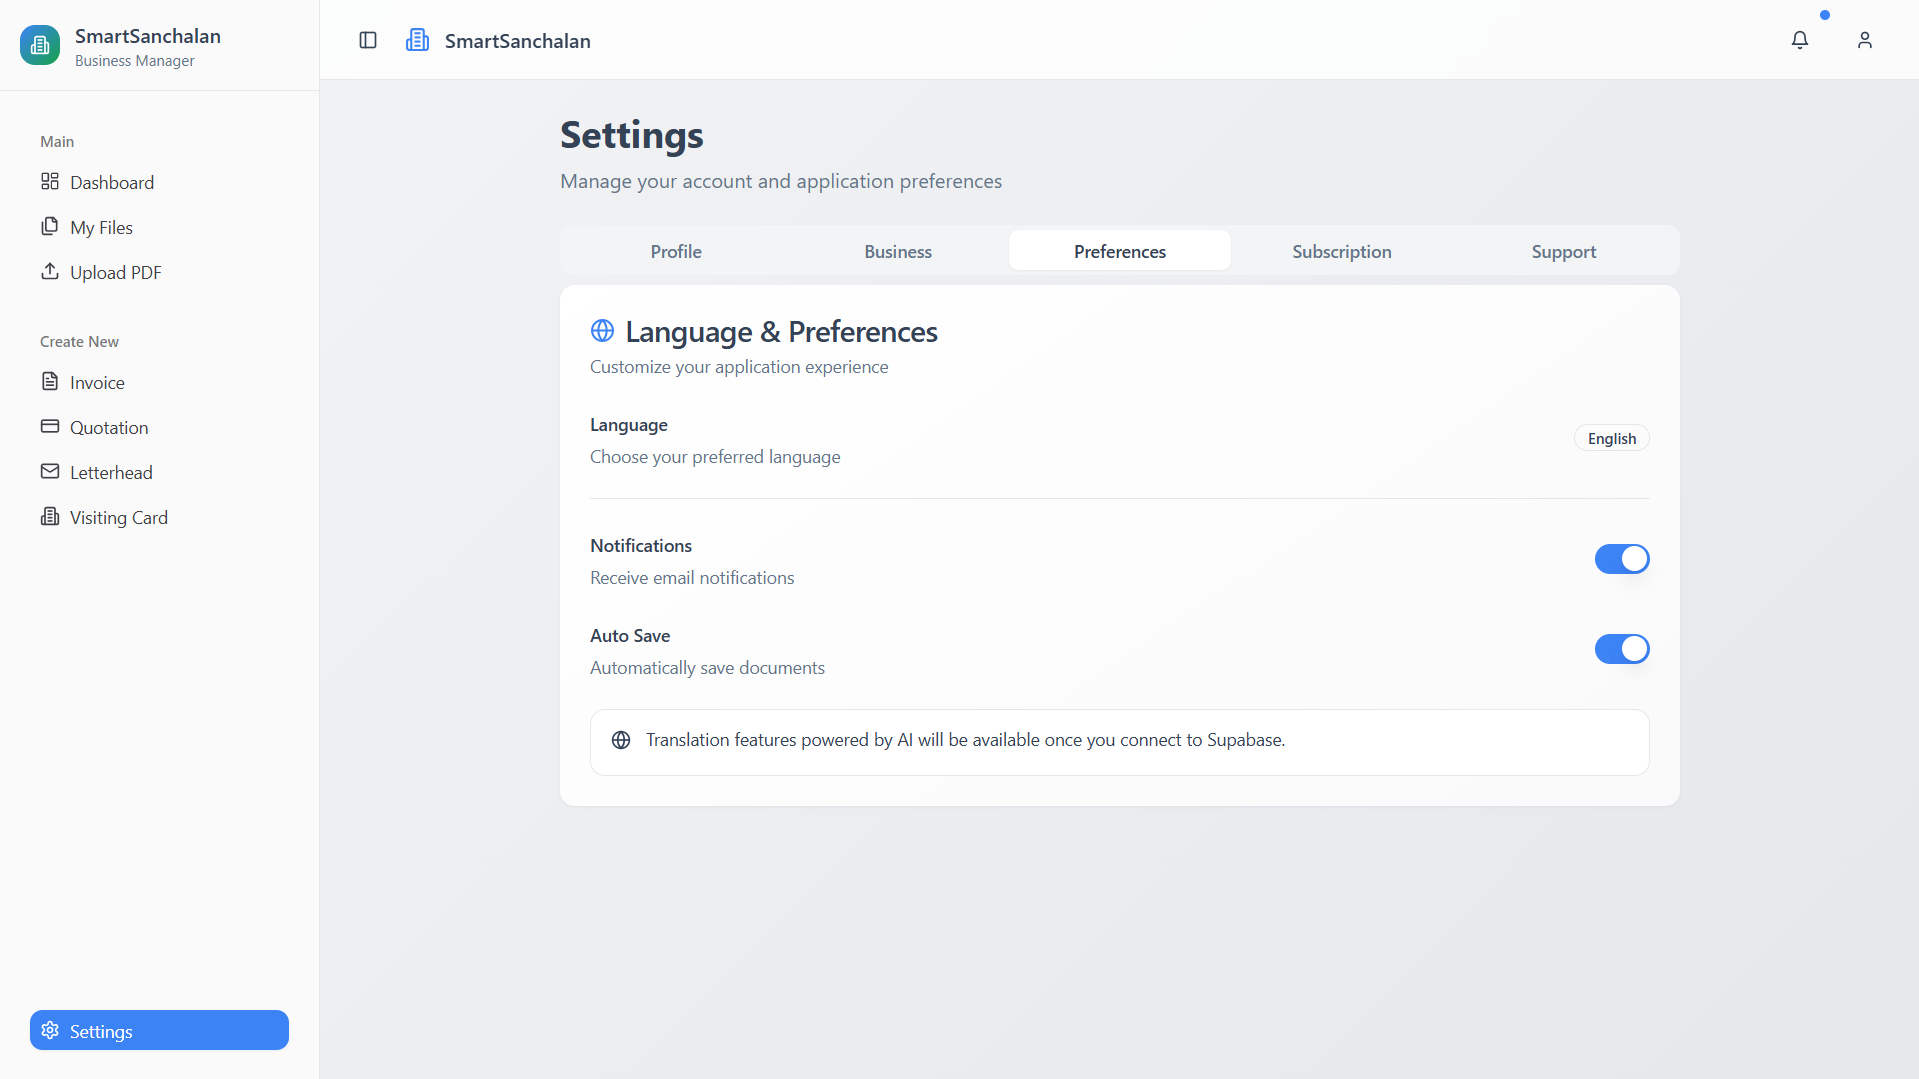 SmartSanchalan
Business Manager
Main
Dashboard
My Files
Upload PDF
Create New
Invoice
Quotation
Letterhead
Visiting Card
Settings
SmartSanchalan
Settings
Manage your account and application preferences
Profile
Business
Preferences
Subscription
Support
Language & Preferences
Customize your application experience
Language
Choose your preferred language
English
Notifications
Receive email notifications
Auto Save
Automatically save documents
Translation features powered by AI will be available once you connect to Supabase.